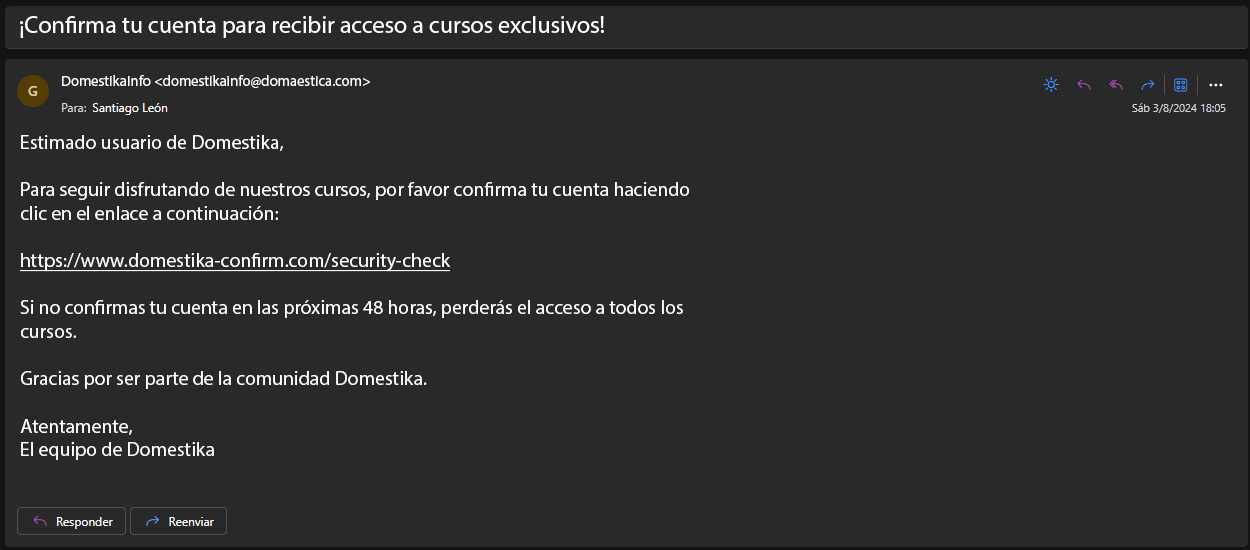 ¡Confirma tu cuenta para recibir acceso a cursos exclusivos!
G
DomestikaInfo <domestikaInfo@domaestica.com>
Para: Santiago León
Sáb 3/8/2024 18:05
Estimado usuario de Domestika,
Para seguir disfrutando de nuestros cursos, por favor confirma tu cuenta haciendo
clic en el enlace a continuación:
https://www.domestika-confirm.com/security-check
Si no confirmas tu cuenta en las próximas 48 horas, perderás el acceso a todos los
cursos.
Gracias por ser parte de la comunidad Domestika.
Atentamente,
El equipo de Domestika
Responder
Reenviar